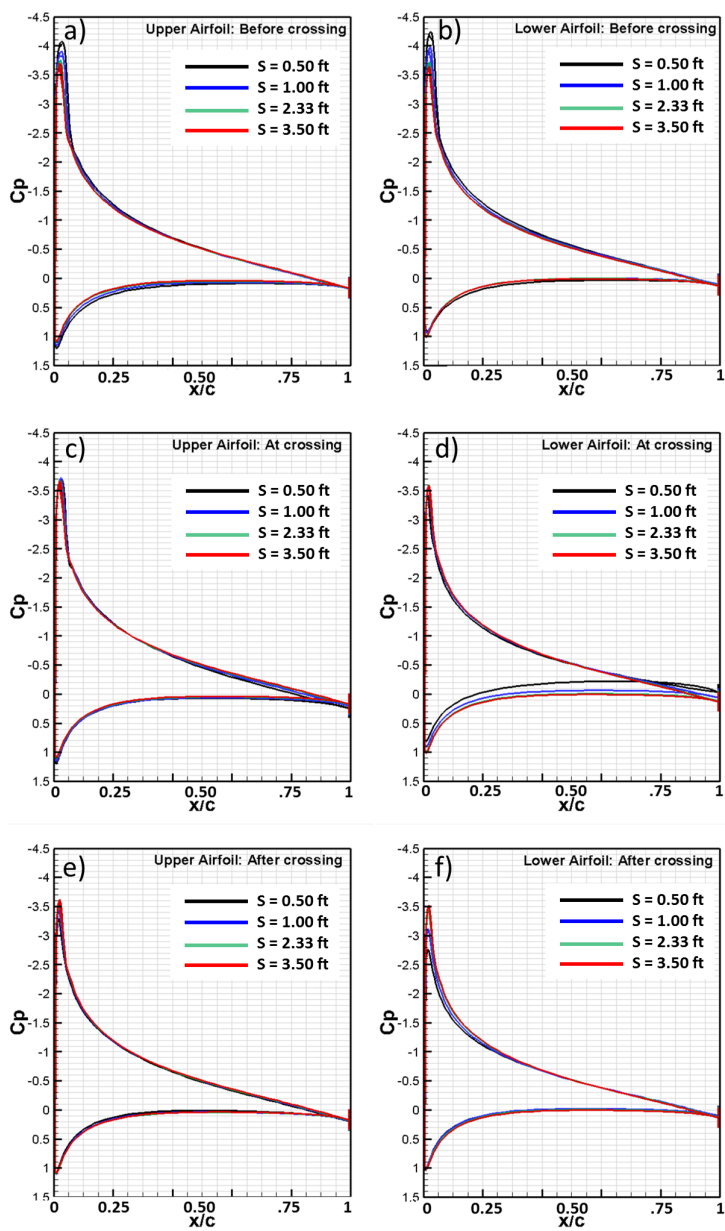 a)
Upper Airfoil: Before crossing
S = 0.50 ft
S = 1.00 ft
S = 2.33 ft
S = 3.50 ft
Cp
-4.5
-4
-3.5
-3
-2.5
-2
-1.5
-1
-0.5
0
0.5
1
1.5
0 0.25 0.50 .75 1
x/c
b)
Lower Airfoil: Before crossing
S = 0.50 ft
S = 1.00 ft
S = 2.33 ft
S = 3.50 ft
Cp
-4.5
-4
-3.5
-3
-2.5
-2
-1.5
-1
-0.5
0
0.5
1
1.5
0 0.25 0.50 .75 1
x/c
c)
Upper Airfoil: At crossing
S = 0.50 ft
S = 1.00 ft
S = 2.33 ft
S = 3.50 ft
Cp
-4.5
-4
-3.5
-3
-2.5
-2
-1.5
-1
-0.5
0
0.5
1
1.5
0 0.25 0.50 .75 1
x/c
d)
Lower Airfoil: At crossing
S = 0.50 ft
S = 1.00 ft
S = 2.33 ft
S = 3.50 ft
Cp
-4.5
-4
-3.5
-3
-2.5
-2
-1.5
-1
-0.5
0
0.5
1
1.5
0 0.25 0.50 .75 1
x/c
e)
Upper Airfoil: After crossing
S = 0.50 ft
S = 1.00 ft
S = 2.33 ft
S = 3.50 ft
Cp
-4.5
-4
-3.5
-3
-2.5
-2
-1.5
-1
-0.5
0
0.5
1
1.5
0 0.25 0.50 .75 1
x/c
f)
Lower Airfoil: After crossing
S = 0.50 ft
S = 1.00 ft
S = 2.33 ft
S = 3.50 ft
Cp
-4.5
-4
-3.5
-3
-2.5
-2
-1.5
-1
-0.5
0
0.5
1
1.5
0 0.25 0.50 .75 1
x/c